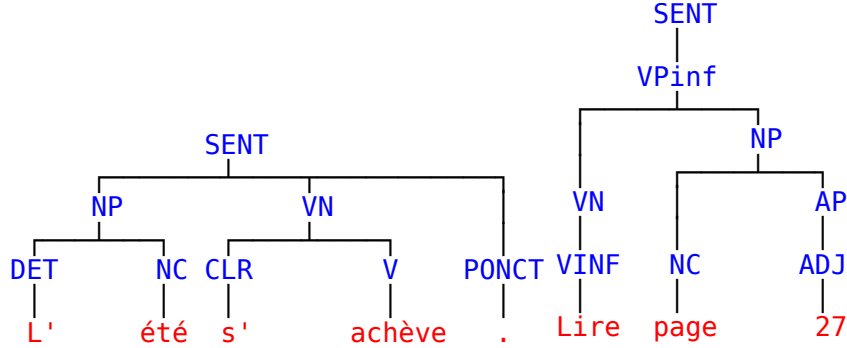 SENT
VPinf
SENT NP
NP VN VN AP
DET NC CLR V PONCT VINF NC ADJ
L' été s' achève . Lire page 27